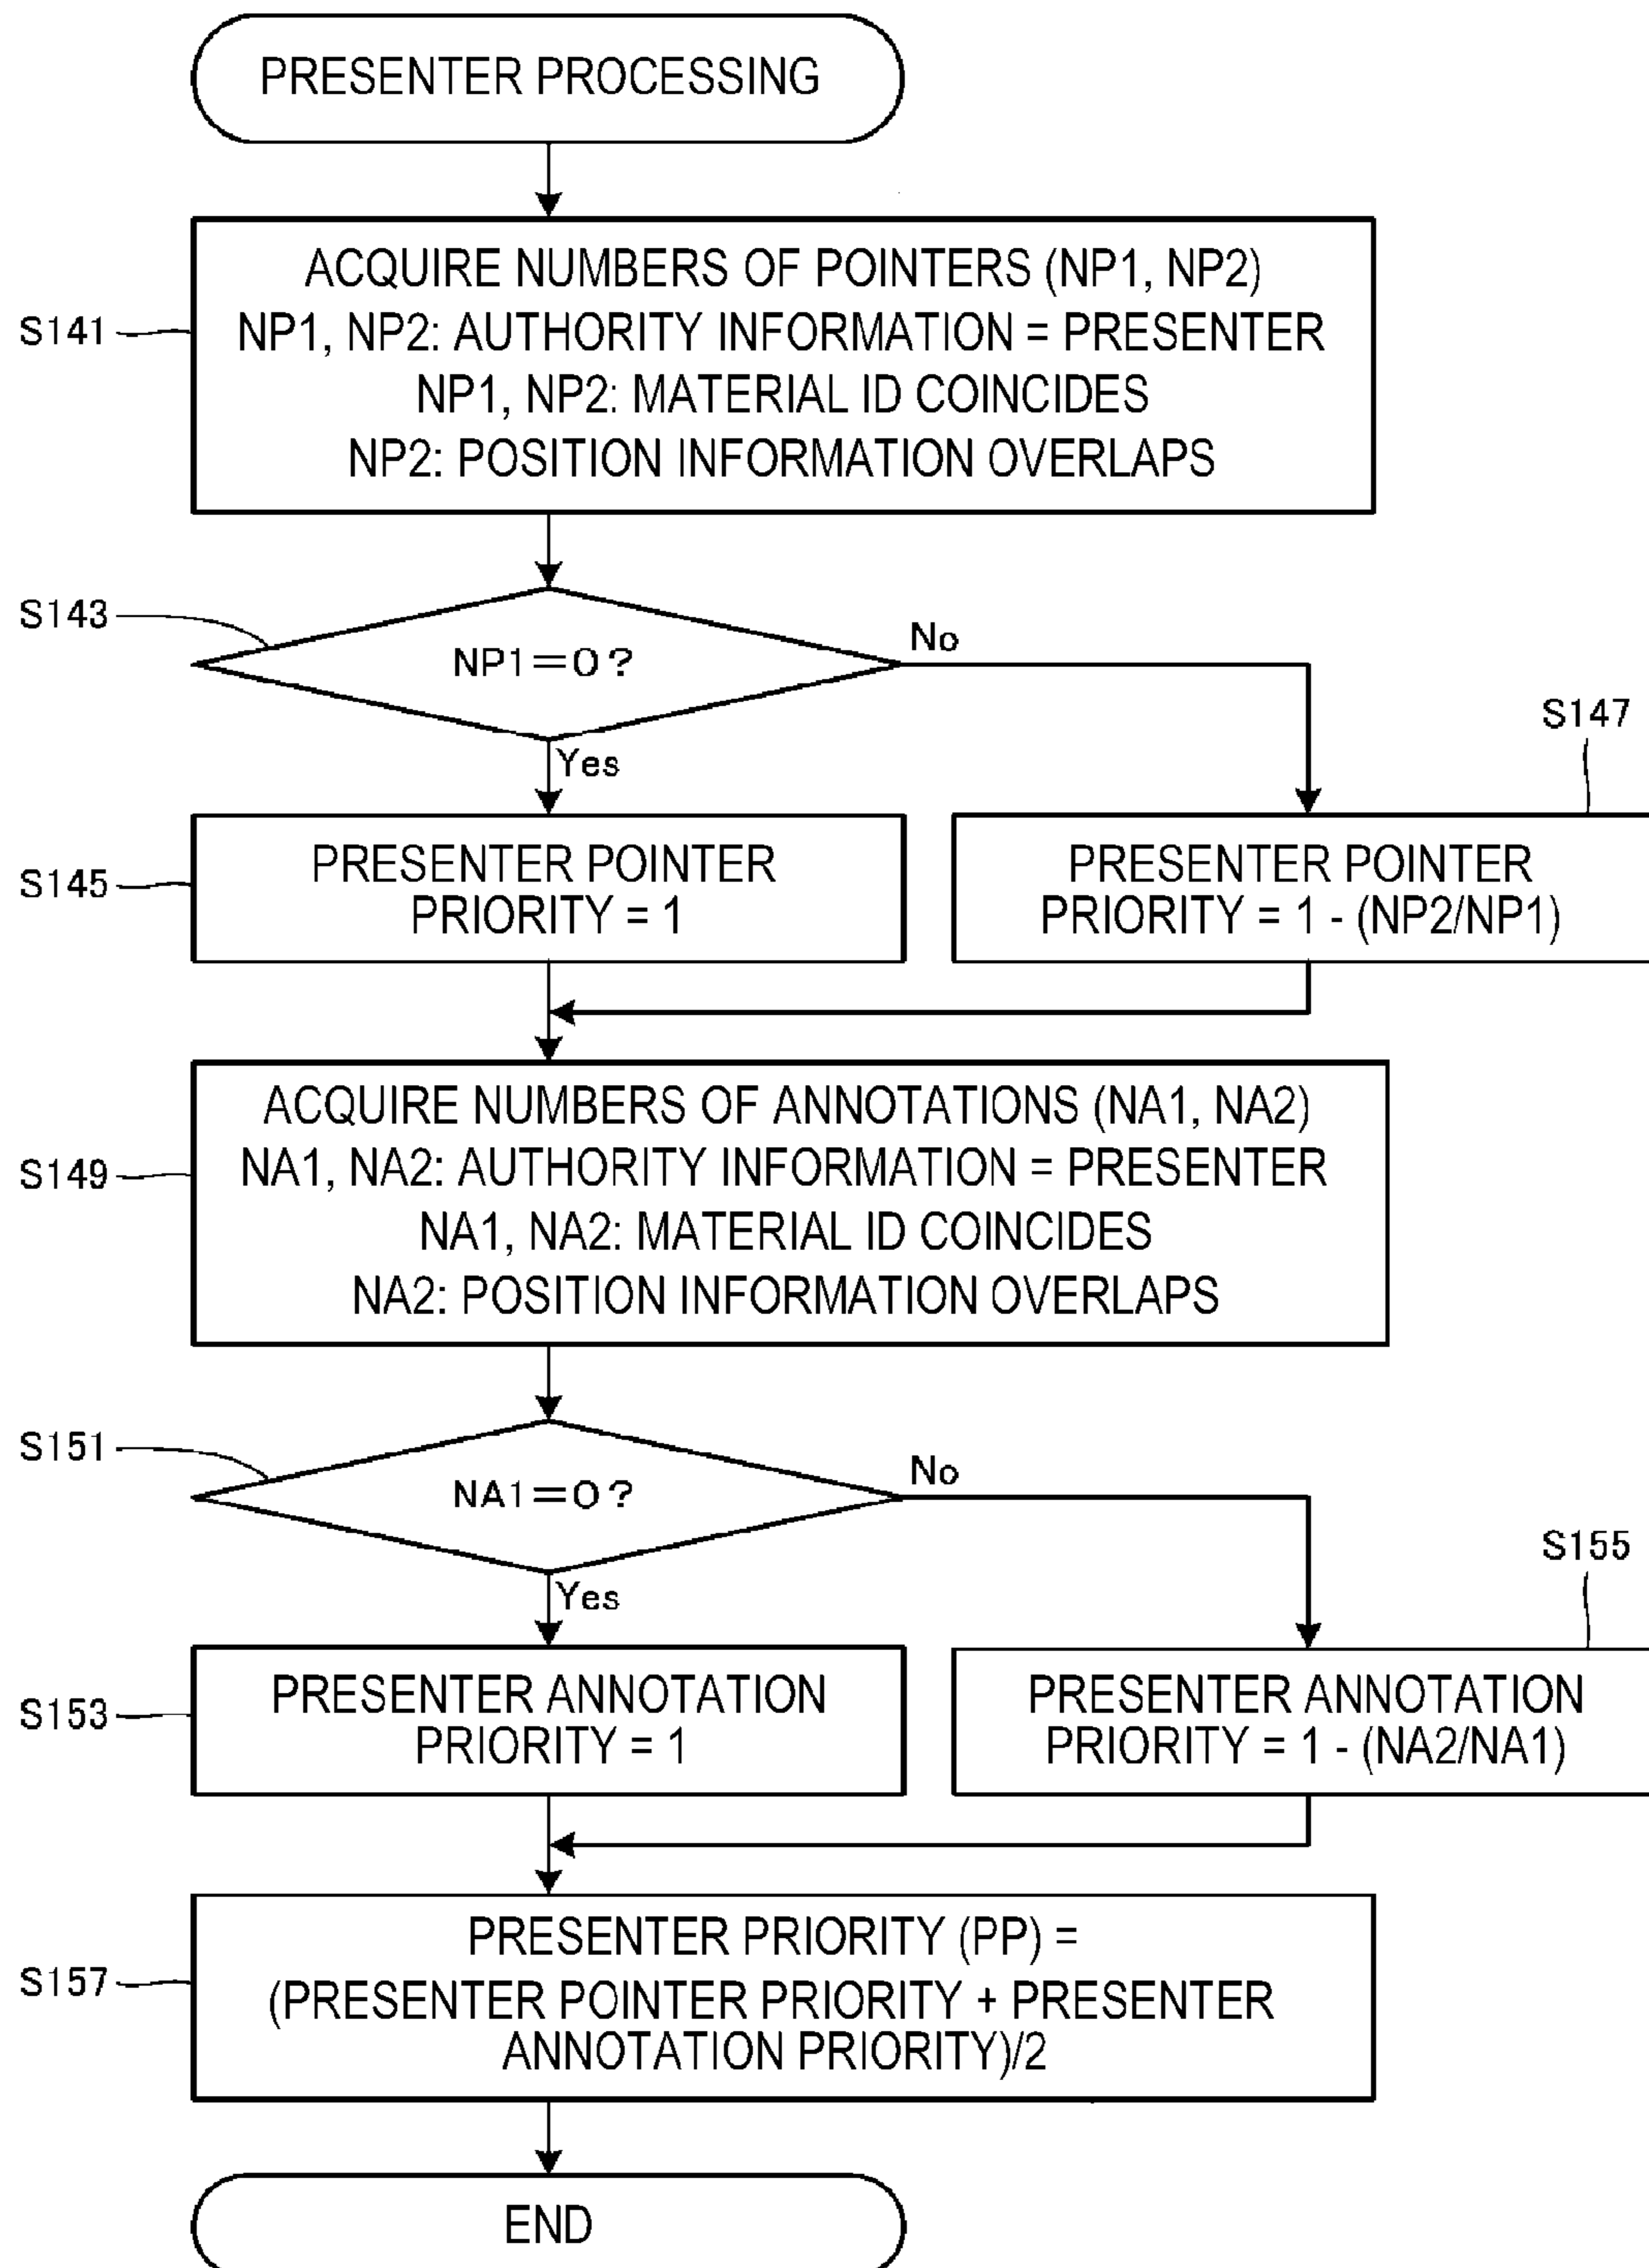 PRESENTER PROCESSING
S141
ACQUIRE NUMBERS OF POINTERS (NP1, NP2)
NP1, NP2: AUTHORITY INFORMATION = PRESENTER
NP1, NP2: MATERIAL ID COINCIDES
NP2: POSITION INFORMATION OVERLAPS
S143
NP1=0?
No
Yes
S147
S145
PRESENTER POINTER
PRIORITY = 1
PRESENTER POINTER
PRIORITY = 1 - (NP2/NP1)
S149
ACQUIRE NUMBERS OF ANNOTATIONS (NA1, NA2)
NA1, NA2: AUTHORITY INFORMATION = PRESENTER
NA1, NA2: MATERIAL ID COINCIDES
NA2: POSITION INFORMATION OVERLAPS
S151
NA1=0?
No
Yes
S155
S153
PRESENTER ANNOTATION
PRIORITY = 1
PRESENTER ANNOTATION
PRIORITY = 1 - (NA2/NA1)
S157
PRESENTER PRIORITY (PP) =
(PRESENTER POINTER PRIORITY + PRESENTER
ANNOTATION PRIORITY)/2
END